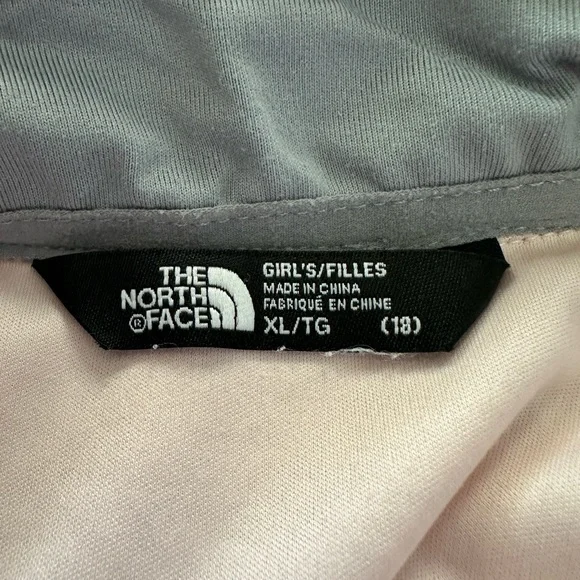 THE
NORTH
®FACE
GIRL'S/FILLES
MADE IN CHINA
FABRIQUÉ EN CHINE
XL/TG (18)